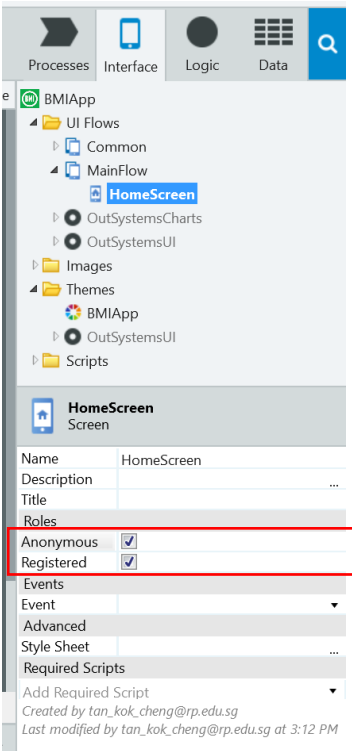 Processes Interface Logic Data
e
BMI BMIApp
UI Flows
Common
MainFlow
HomeScreen
OutSystemsCharts
OutSystemsUI
Images
Themes
BMIApp
OutSystemsUI
Scripts
HomeScreen
Screen
Name HomeScreen
Description ...
Title
Roles
Anonymous
Registered
Events
Event
Advanced
Style Sheet ...
Required Scripts
Add Required Script
Created by tan_kok_cheng@rp.edu.sg
Last modified by tan_kok_cheng@rp.edu.sg at 3:12 PM